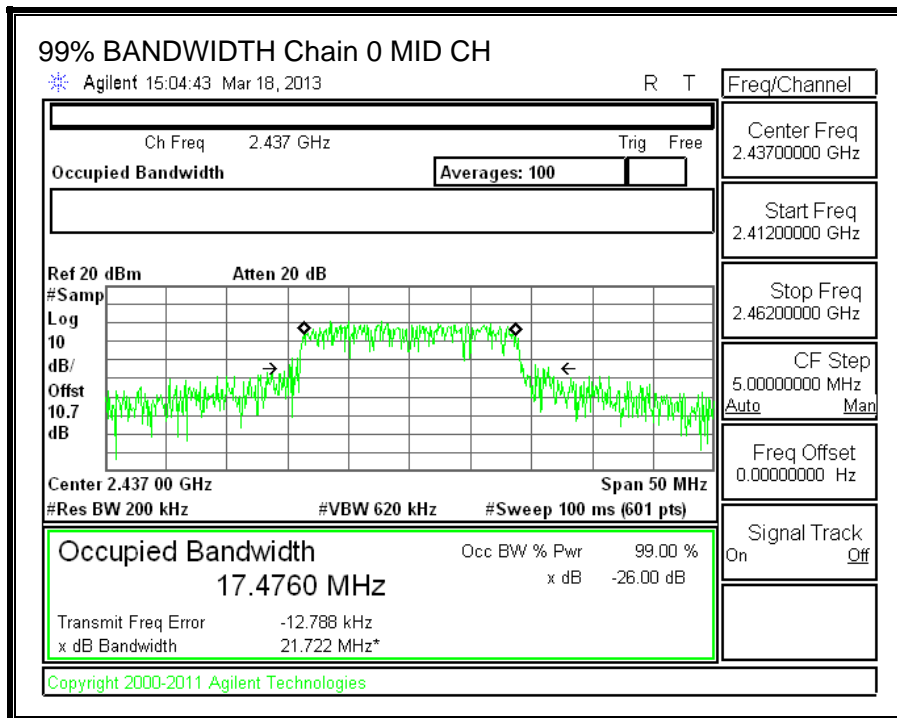 99% BANDWIDTH Chain 0 MID CH
Agilent 15:04:43 Mar 18, 2013 R T
Freq/Channel
Ch Freq 2.437 GHz Trig Free
Occupied Bandwidth Averages: 100
Center Freq
2.43700000 GHz
Start Freq
2.41200000 GHz
Stop Freq
2.46200000 GHz
CF Step
5.00000000 MHz
Auto Man
Freq Offset
0.00000000 Hz
Signal Track
On Off
Ref 20 dBm Atten 20 dB
#Samp
Log
10
dB/
Offst
10.7
dB
Center 2.437 00 GHz Span 50 MHz
#Res BW 200 kHz #VBW 620 kHz #Sweep 100 ms (601 pts)
Occupied Bandwidth Occ BW % Pwr 99.00 %
17.4760 MHz x dB -26.00 dB
Transmit Freq Error -12.788 kHz
x dB Bandwidth 21.722 MHz*
Copyright 2000-2011 Agilent Technologies